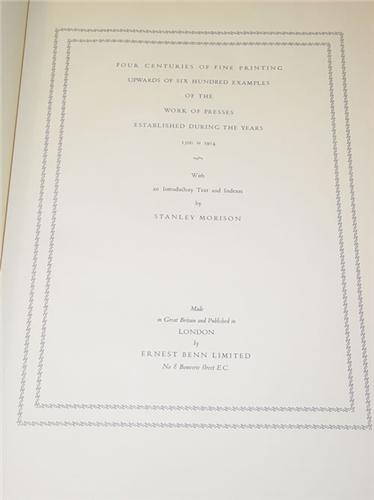 FOUR CENTURIES OF FINE PRINTING
UPWARDS OF SIX HUNDRED EXAMPLES
OF THE
WORK OF PRESSES
ESTABLISHED DURING THE YEARS
1500 to 1914
With
an Introductory Text and Indexes
by
STANLEY MORISON
Made
in Great Britain and Published in
LONDON
by
ERNEST BENN LIMITED
No 8 Bouverie Street E.C.